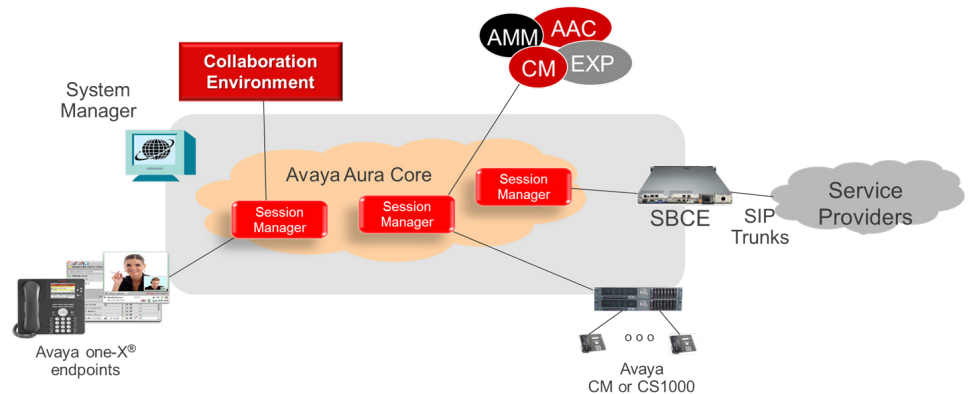 AMM
AAC
CM
EXP
Collaboration
Environment
System
Manager
Avaya Aura Core
Session
Manager
Session
Manager
Session
Manager
SBCE
SIP
Trunks
Service
Providers
Avaya one-X®
endpoints
o o o
Avaya
CM or CS1000